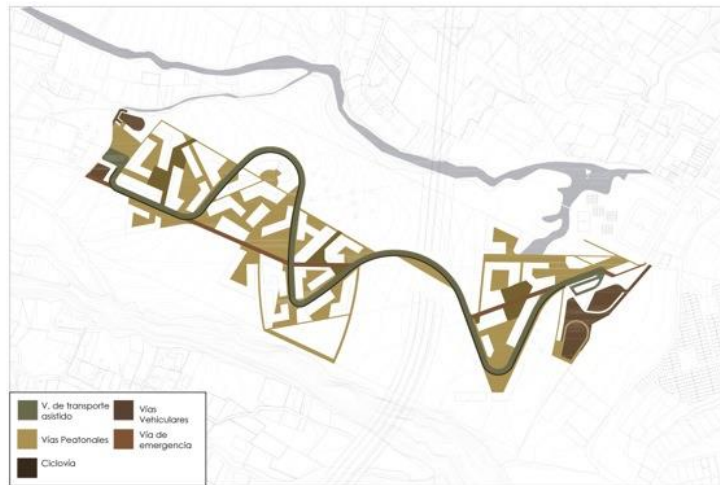 V. de transporte
asistido
Vías
Vehiculares
Vías Peatonales
Vía de
emergencia
Ciclovía